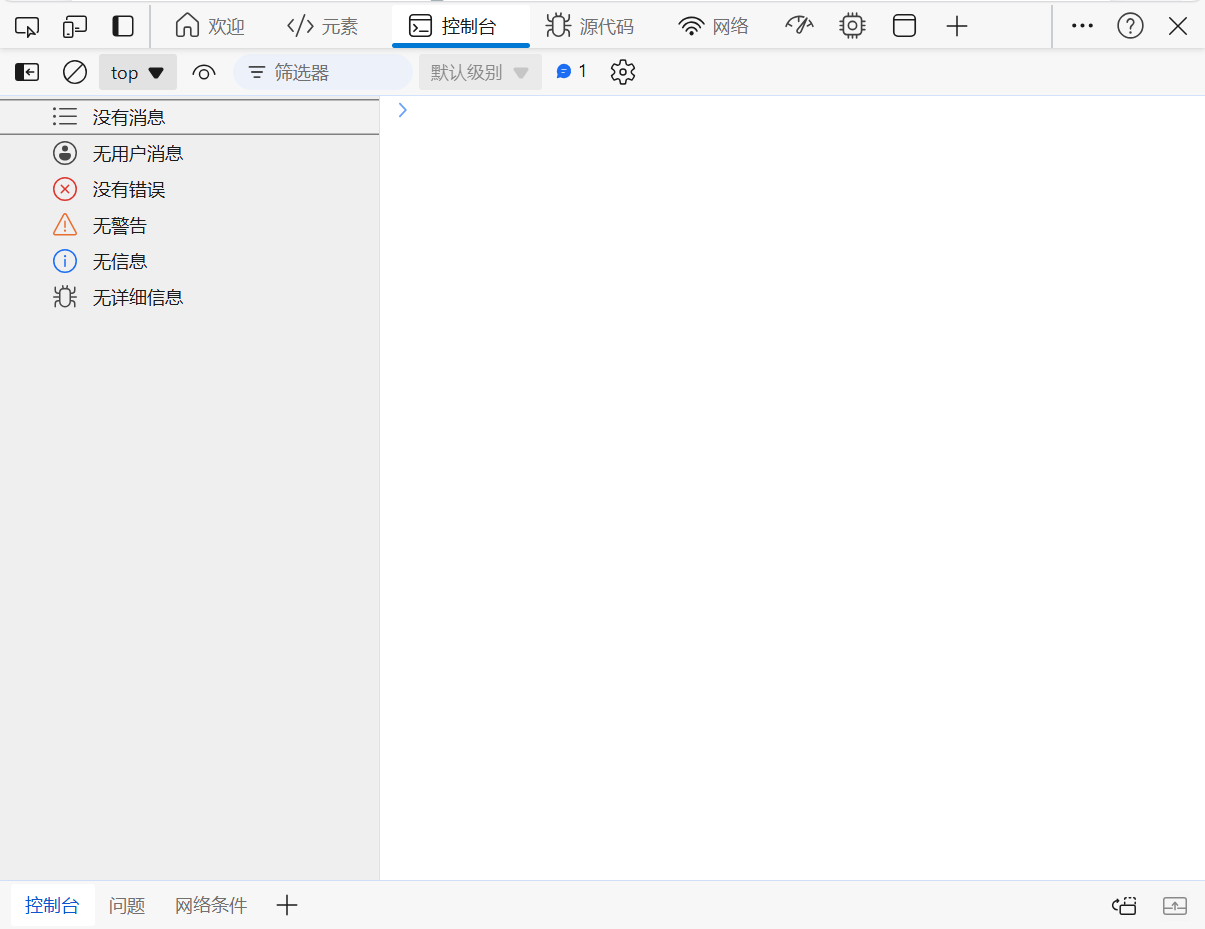 欢迎 元素 控制台 源代码 网络
top 筛选器 默认级别 1
没有消息
无用户消息
没有错误
无警告
无信息
无详细信息
控制台 问题 网络条件